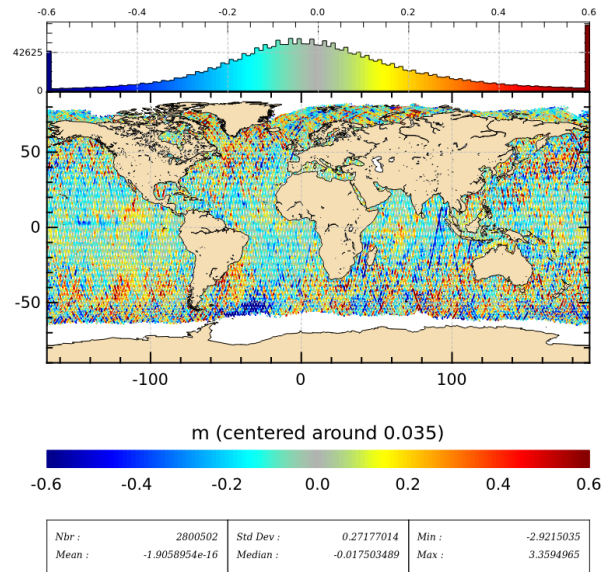 -0.6 -0.4 -0.2 0.0 0.2 0.4 0.6
42625
0
50
0
-50
-100 0 100
m (centered around 0.035)
-0.6 -0.4 -0.2 0.0 0.2 0.4 0.6
Nbr : 2800502 Std Dev : 0.27177014 Min : -2.9215035
Mean : -1.9058954e-16 Median : -0.017503489 Max : 3.3594965